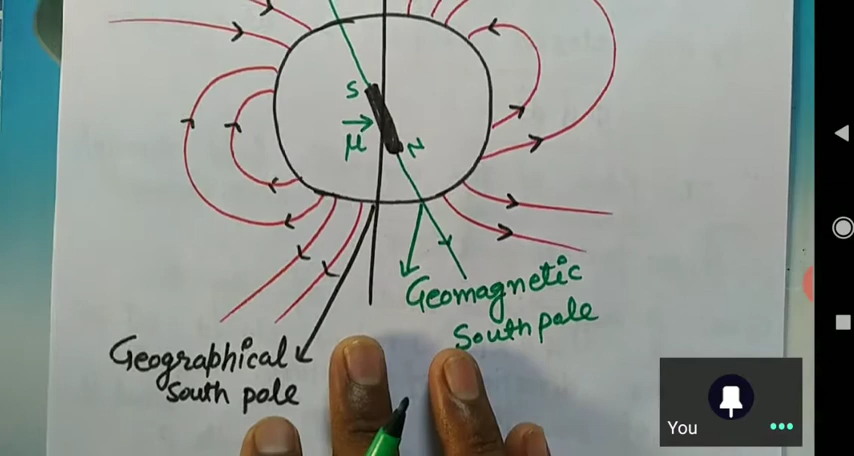 S
μ
N
Geomagnetic
South pole
Geographical
South pole
You